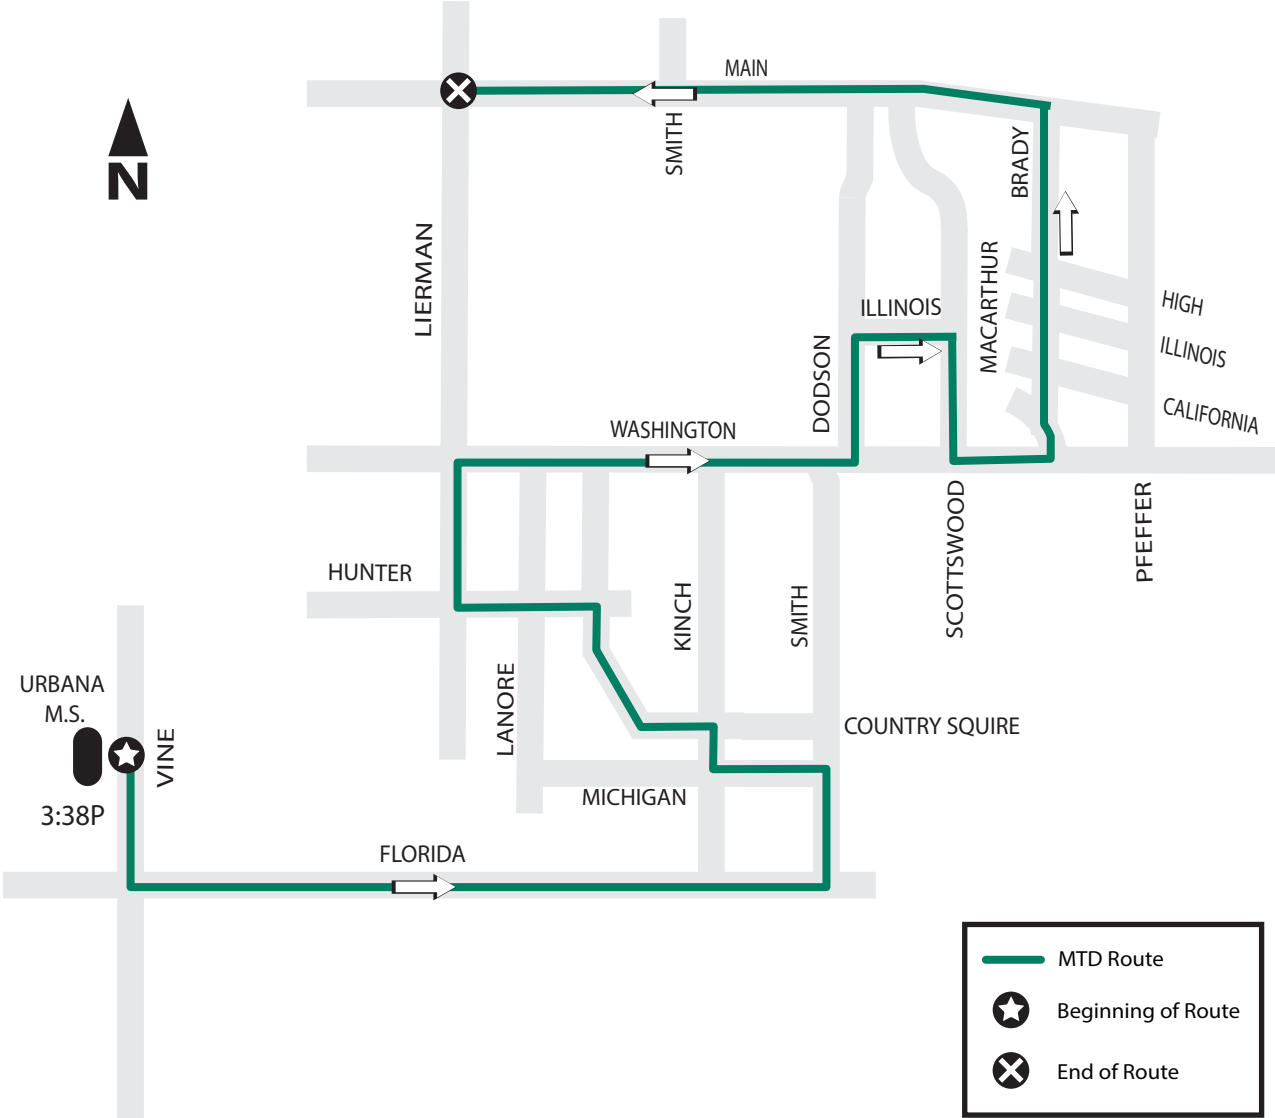 MAIN
SMITH
BRADY
N
LIERMAN
MACARTHUR
HIGH
ILLINOIS
ILLINOIS
DODSON
CALIFORNIA
WASHINGTON
SCOTTSWOOD
PFEFFER
HUNTER
KINCH
SMITH
LANORE
URBANA
M.S.
VINE
COUNTRY SQUIRE
MICHIGAN
3:38P
FLORIDA
MTD Route
Beginning of Route
End of Route